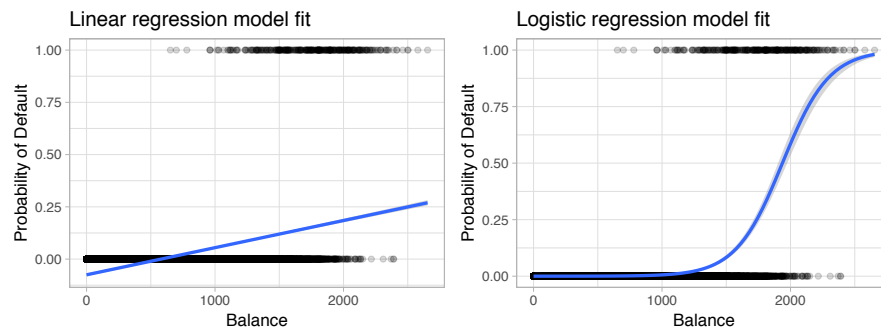 Linear regression model fit
1.00
0.75
0.50
0.25
0.00
Probability of Default
0
1000
2000
Balance
Logistic regression model fit
1.00
0.75
0.50
0.25
0.00
Probability of Default
0
1000
2000
Balance